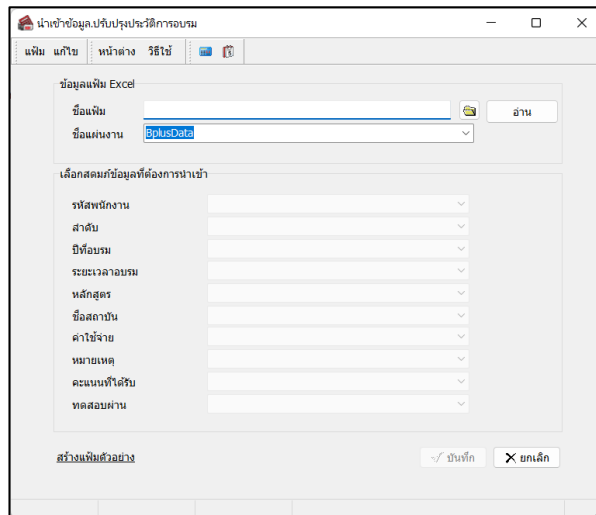 นำเข้าข้อมูล.ปรับปรุงประวัติการอบรม
แฟ้ม แก้ไข หน้าต่าง วิธีใช้
ข้อมูลแฟ้ม Excel
ชื่อแฟ้ม อ่าน
ชื่อแผ่นงาน BplusData
เลือกสดมภ์ข้อมูลที่ต้องการนำเข้า
รหัสพนักงาน
ลำดับ
ปีที่อบรม
ระยะเวลาอบรม
หลักสูตร
ชื่อสถาบัน
ค่าใช้จ่าย
หมายเหตุ
คะแนนที่ได้รับ
ทดสอบผ่าน
สร้างแฟ้มตัวอย่าง บันทึก ยกเลิก